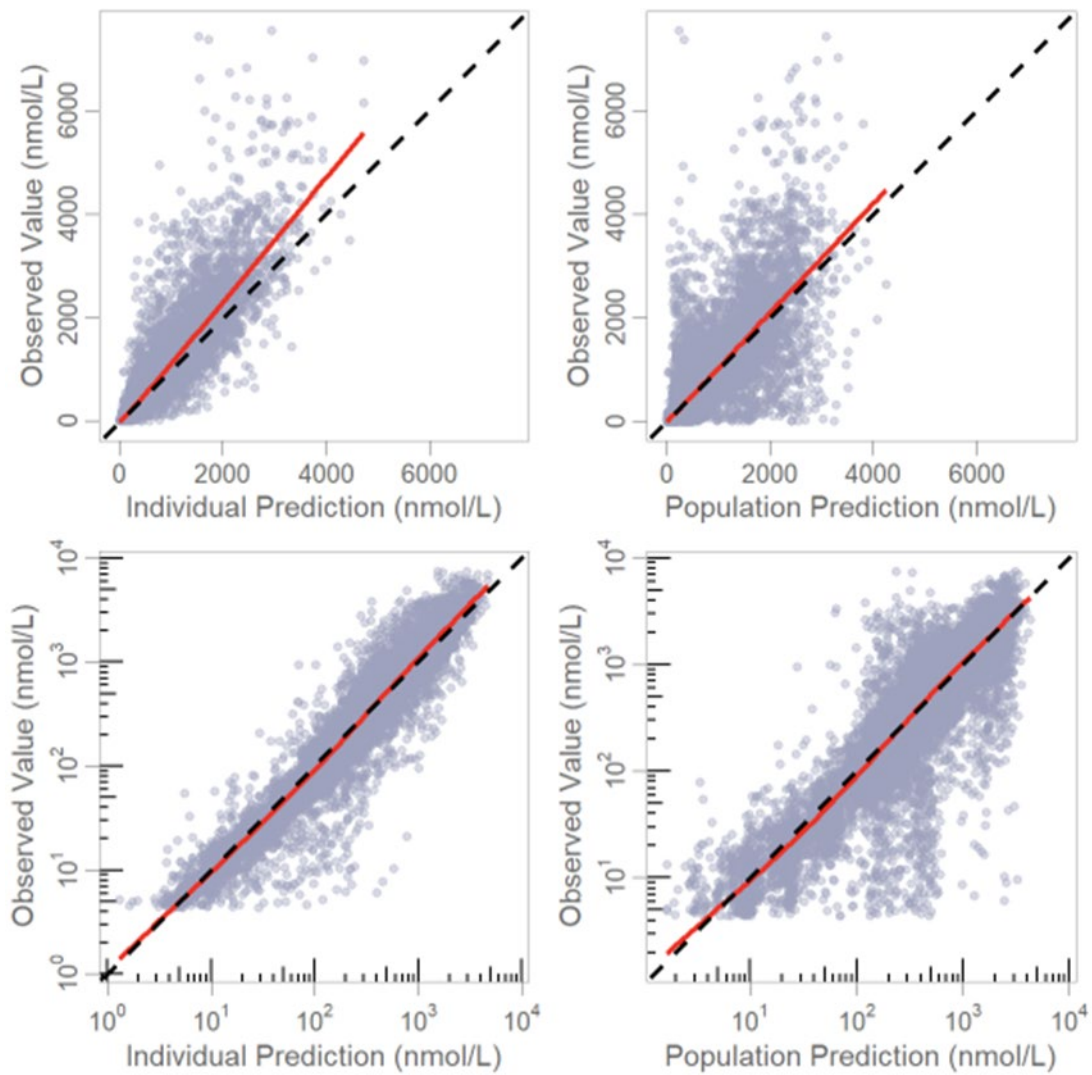 Observed Value (nmol/L)
6000
4000
2000
0
0 2000 4000 6000
Individual Prediction (nmol/L)
Observed Value (nmol/L)
6000
4000
2000
0
0 2000 4000 6000
Population Prediction (nmol/L)
Observed Value (nmol/L)
10⁴
10³
10²
10¹
10⁰
10⁰ 10¹ 10² 10³ 10⁴
Individual Prediction (nmol/L)
Observed Value (nmol/L)
10⁴
10³
10²
10¹
10¹ 10² 10³ 10⁴
Population Prediction (nmol/L)